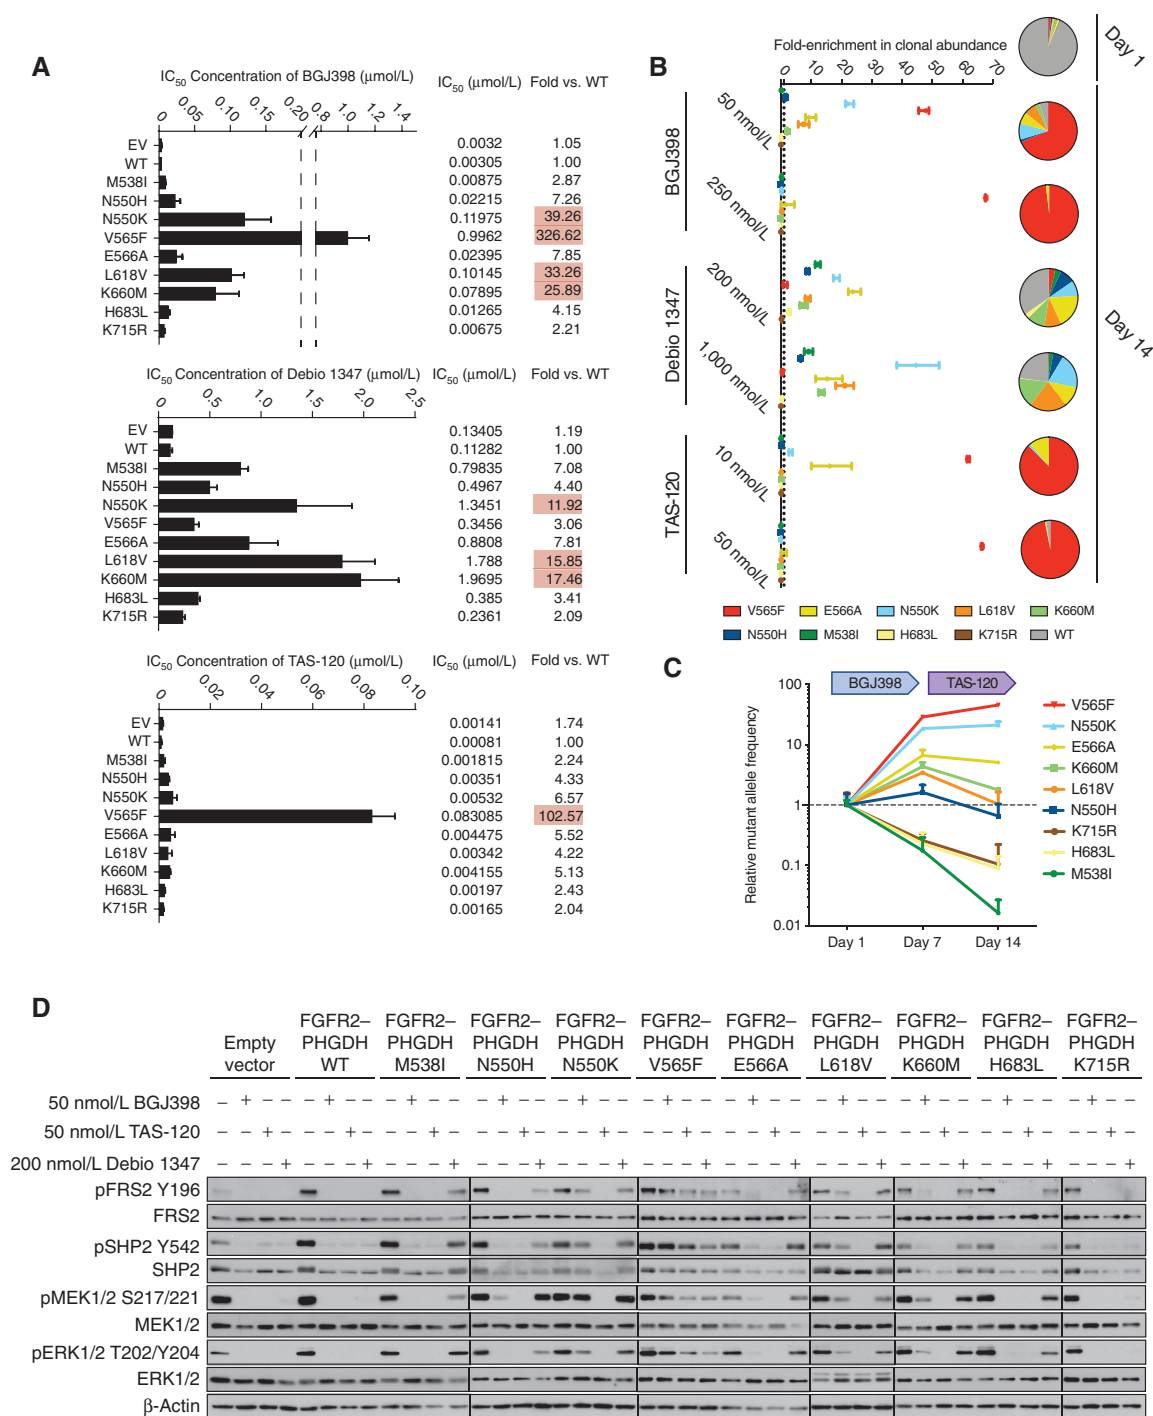 A
IC50 Concentration of BGJ398 (μmol/L) IC50 (μmol/L) Fold vs. WT
0 0.05 0.10 0.15 0.20 0.8 1.0 1.2 1.4
EV 0.0032 1.05
WT 0.00305 1.00
M538I 0.00875 2.87
N550H 0.02215 7.26
N550K 0.11975 39.26
V565F 0.9962 326.62
E566A 0.02395 7.85
L618V 0.10145 33.26
K660M 0.07895 25.89
H683L 0.01265 4.15
K715R 0.00675 2.21
IC50 Concentration of Debio 1347 (μmol/L) IC50 (μmol/L) Fold vs. WT
0 0.5 1.0 1.5 2.0 2.5
EV 0.13405 1.19
WT 0.11282 1.00
M538I 0.79835 7.08
N550H 0.4967 4.40
N550K 1.3451 11.92
V565F 0.3456 3.06
E566A 0.8808 7.81
L618V 1.788 15.85
K660M 1.9695 17.46
H683L 0.385 3.41
K715R 0.2361 2.09
IC50 Concentration of TAS-120 (μmol/L) IC50 (μmol/L) Fold vs. WT
0 0.02 0.04 0.06 0.08 0.10
EV 0.00141 1.74
WT 0.00081 1.00
M538I 0.001815 2.24
N550H 0.00351 4.33
N550K 0.00532 6.57
V565F 0.083085 102.57
E566A 0.004475 5.52
L618V 0.00342 4.22
K660M 0.004155 5.13
H683L 0.00197 2.43
K715R 0.00165 2.04
B
Fold-enrichment in clonal abundance
0 10 20 30 40 50 60 70
Day 1
BGJ398
50 nmol/L
250 nmol/L
Debio 1347
200 nmol/L
1,000 nmol/L
TAS-120
10 nmol/L
50 nmol/L
Day 14
V565F E566A N550K L618V K660M
N550H M538I H683L K715R WT
C
Relative mutant allele frequency
100
10
1
0.1
0.01
BGJ398 TAS-120
Day 1 Day 7 Day 14
V565F
N550K
E566A
K660M
L618V
N550H
K715R
H683L
M538I
D
Empty vector
FGFR2–PHGDH WT
FGFR2–PHGDH M538I
FGFR2–PHGDH N550H
FGFR2–PHGDH N550K
FGFR2–PHGDH V565F
FGFR2–PHGDH E566A
FGFR2–PHGDH L618V
FGFR2–PHGDH K660M
FGFR2–PHGDH H683L
FGFR2–PHGDH K715R
50 nmol/L BGJ398 – + – – – + – – – + – – – + – – – + – – – + – – – + – – – + – – – + – – – + – – – + – –
50 nmol/L TAS-120 – – + – – – + – – – + – – – + – – – + – – – + – – – + – – – + – – – + – – – + – – – + –
200 nmol/L Debio 1347 – – – + – – – + – – – + – – – + – – – + – – – + – – – + – – – + – – – + – – – + – – – +
pFRS2 Y196
FRS2
pSHP2 Y542
SHP2
pMEK1/2 S217/221
MEK1/2
pERK1/2 T202/Y204
ERK1/2
β-Actin